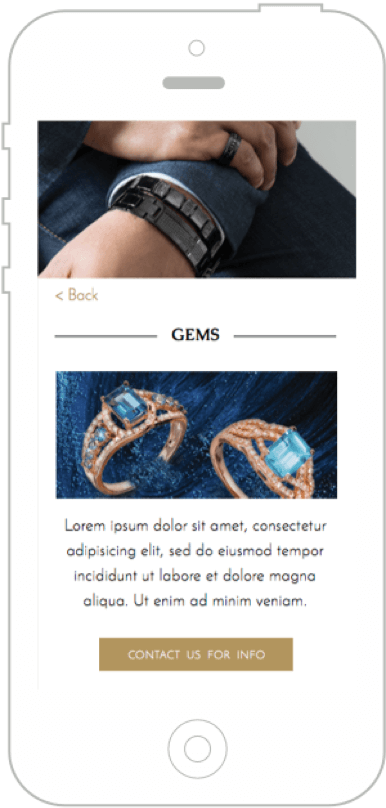 < Back
GEMS
Lorem ipsum dolor sit amet, consectetur
adipisicing elit, sed do eiusmod tempor
incididunt ut labore et dolore magna
aliqua. Ut enim ad minim veniam.
CONTACT US FOR INFO